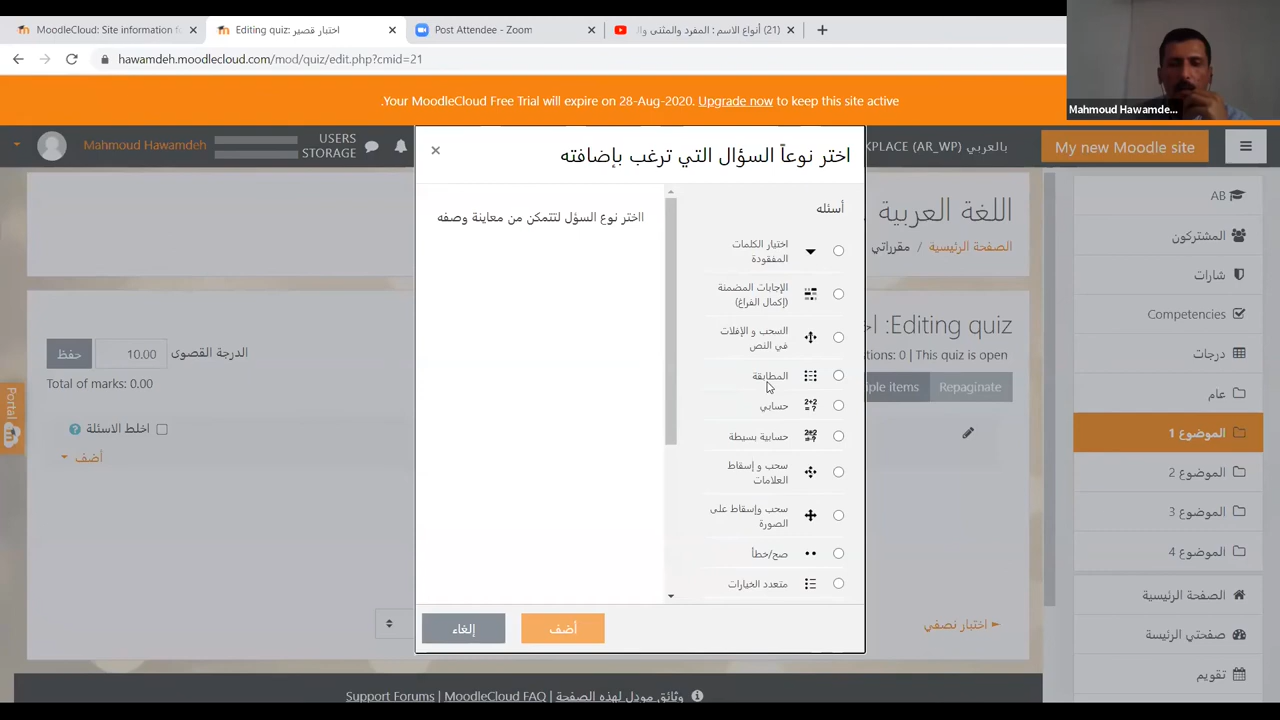 MoodleCloud: Site information f
Editing quiz: اختبار قصير
Post Attendee - Zoom
(21) أنواع الاسم : المفرد والمثنى وال
hawamdeh.moodlecloud.com/mod/quiz/edit.php?cmid=21
Mahmoud Hawamde...
.Your MoodleCloud Free Trial will expire on 28-Aug-2020. Upgrade now to keep this site active
Mahmoud Hawamdeh
USERS
STORAGE
KPLACE (AR_WP) بالعربي
My new Moodle site
اختر نوعاً السؤال التي ترغب بإضافته
أسئله
ااختر نوع السؤل لتتمكن من معاينة وصفه
اختيار الكلمات
المفقودة
الإجابات المضمنة
(إكمال الفراغ)
السحب و الإفلات
في النص
المطابقة
حسابي
حسابية بسيطة
سحب و إسقاط
العلامات
سحب وإسقاط على
الصورة
صح/خطأ
متعدد الخيارات
أضف
إلغاء
اللغة العربية
الصفحة الرئيسية
مقرراتي
Editing quiz: اخ
stions: 0 | This quiz is open
iple items
Repaginate
الدرجة القصوى
10.00
حفظ
Total of marks: 0.00
اخلط الاسئلة
أضف
اختبار نصفي
Portal
AB
المشتركون
شارات
Competencies
درجات
عام
الموضوع 1
الموضوع 2
الموضوع 3
الموضوع 4
الصفحة الرئيسية
صفحتي الرئيسة
تقويم
وثائق مودل لهذه الصفحة | MoodleCloud FAQ | Support Forums